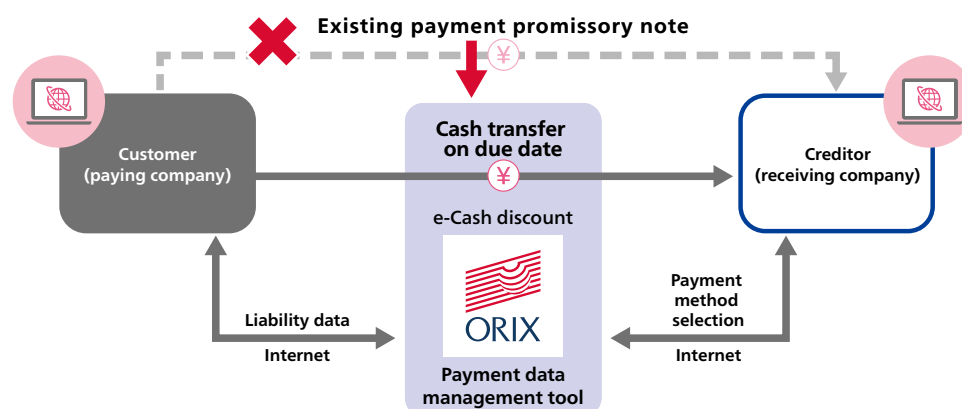 Existing payment promissory note
¥
Customer
(paying company)
Cash transfer
on due date
¥
Creditor
(receiving company)
e-Cash discount
ORIX
Liability data
Internet
Payment
method
selection
Internet
Payment data
management tool